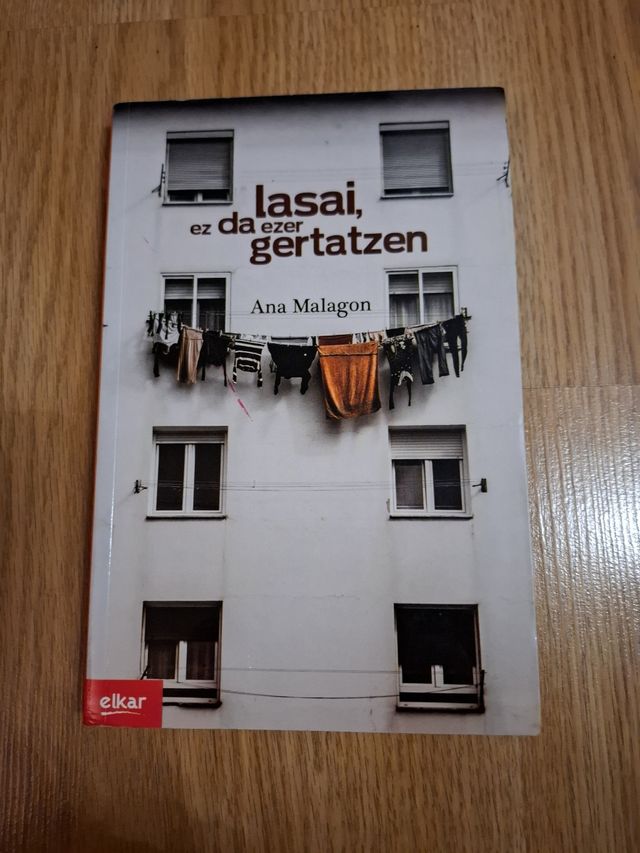 lasai,
ez da ezer
gertatzen
Ana Malagon
elkar